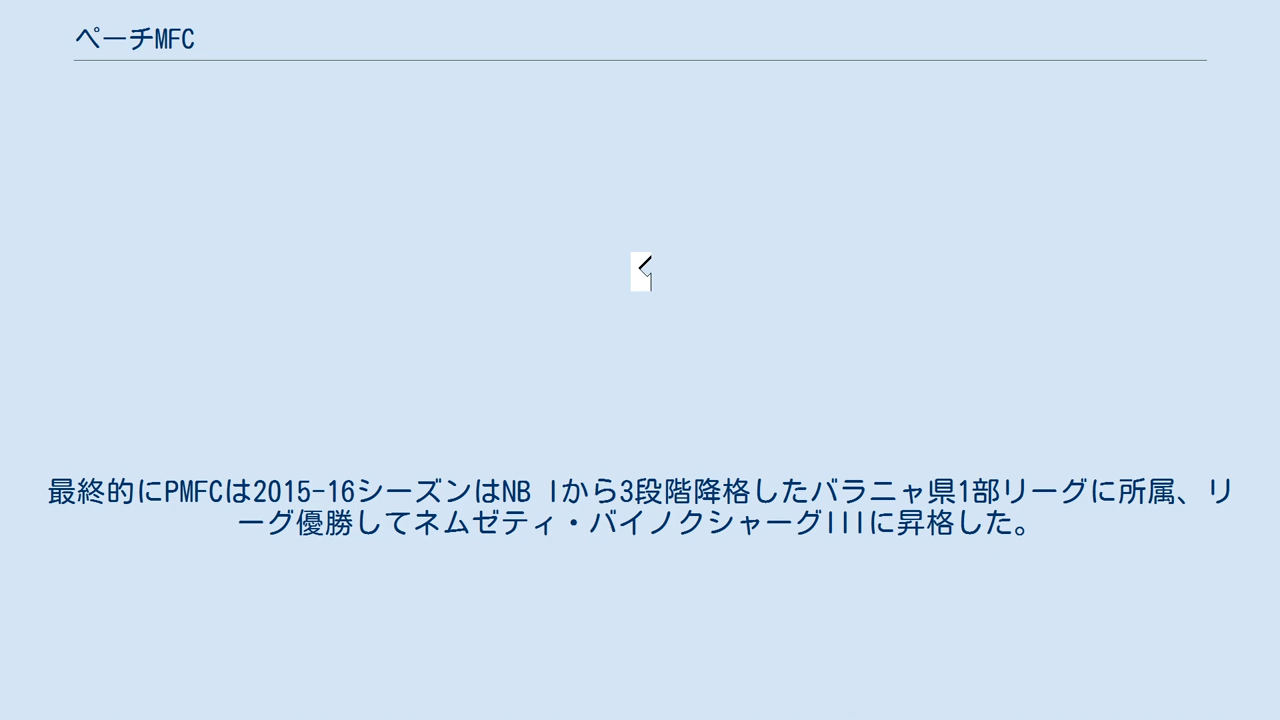 ペーチMFC
最終的にPMFCは2015-16シーズンはNB Iから3段階降格したバラニャ県1部リーグに所属、リ
ーグ優勝してネムゼティ・バイノクシャーグIIIに昇格した。